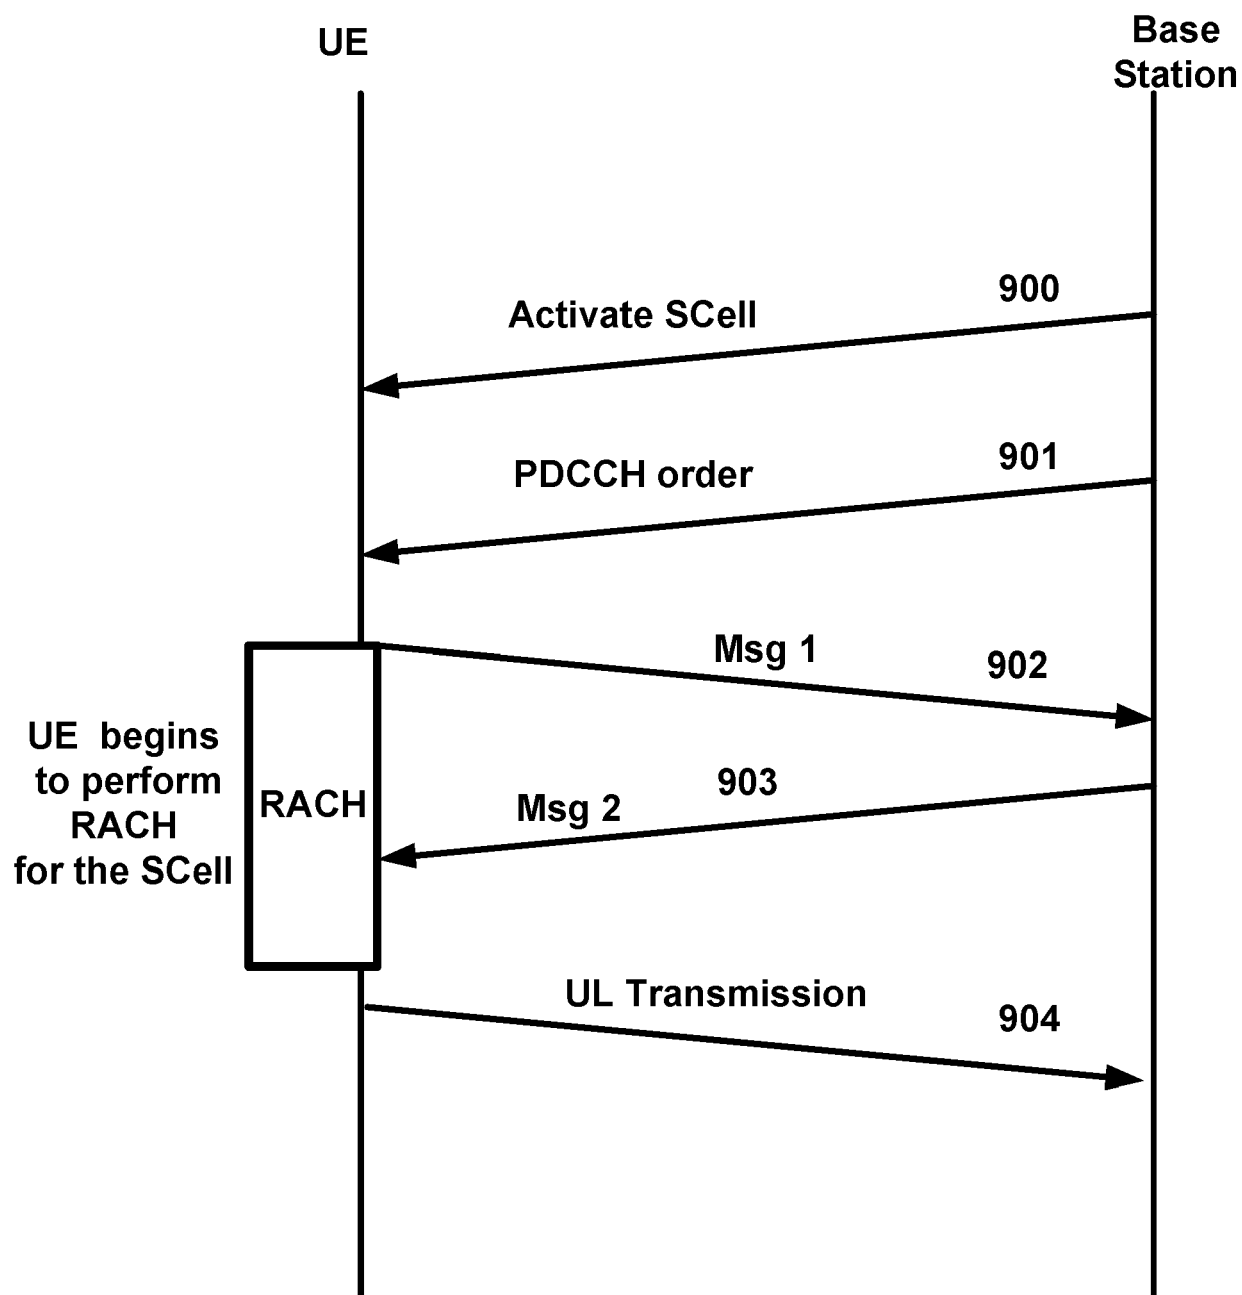 UE
Base
Station
900
Activate SCell
901
PDCCH order
Msg 1
902
UE begins
to perform
RACH
for the SCell
RACH
903
Msg 2
UL Transmission
904